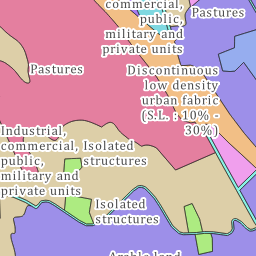 commercial,
public,
military and
private units
Pastures
Pastures
Discontinuous
low density
urban fabric
(S.L. : 10% -
30%)
Industrial,
commercial,
public,
military and
private units
Isolated
structures
Isolated
structures
Arable land